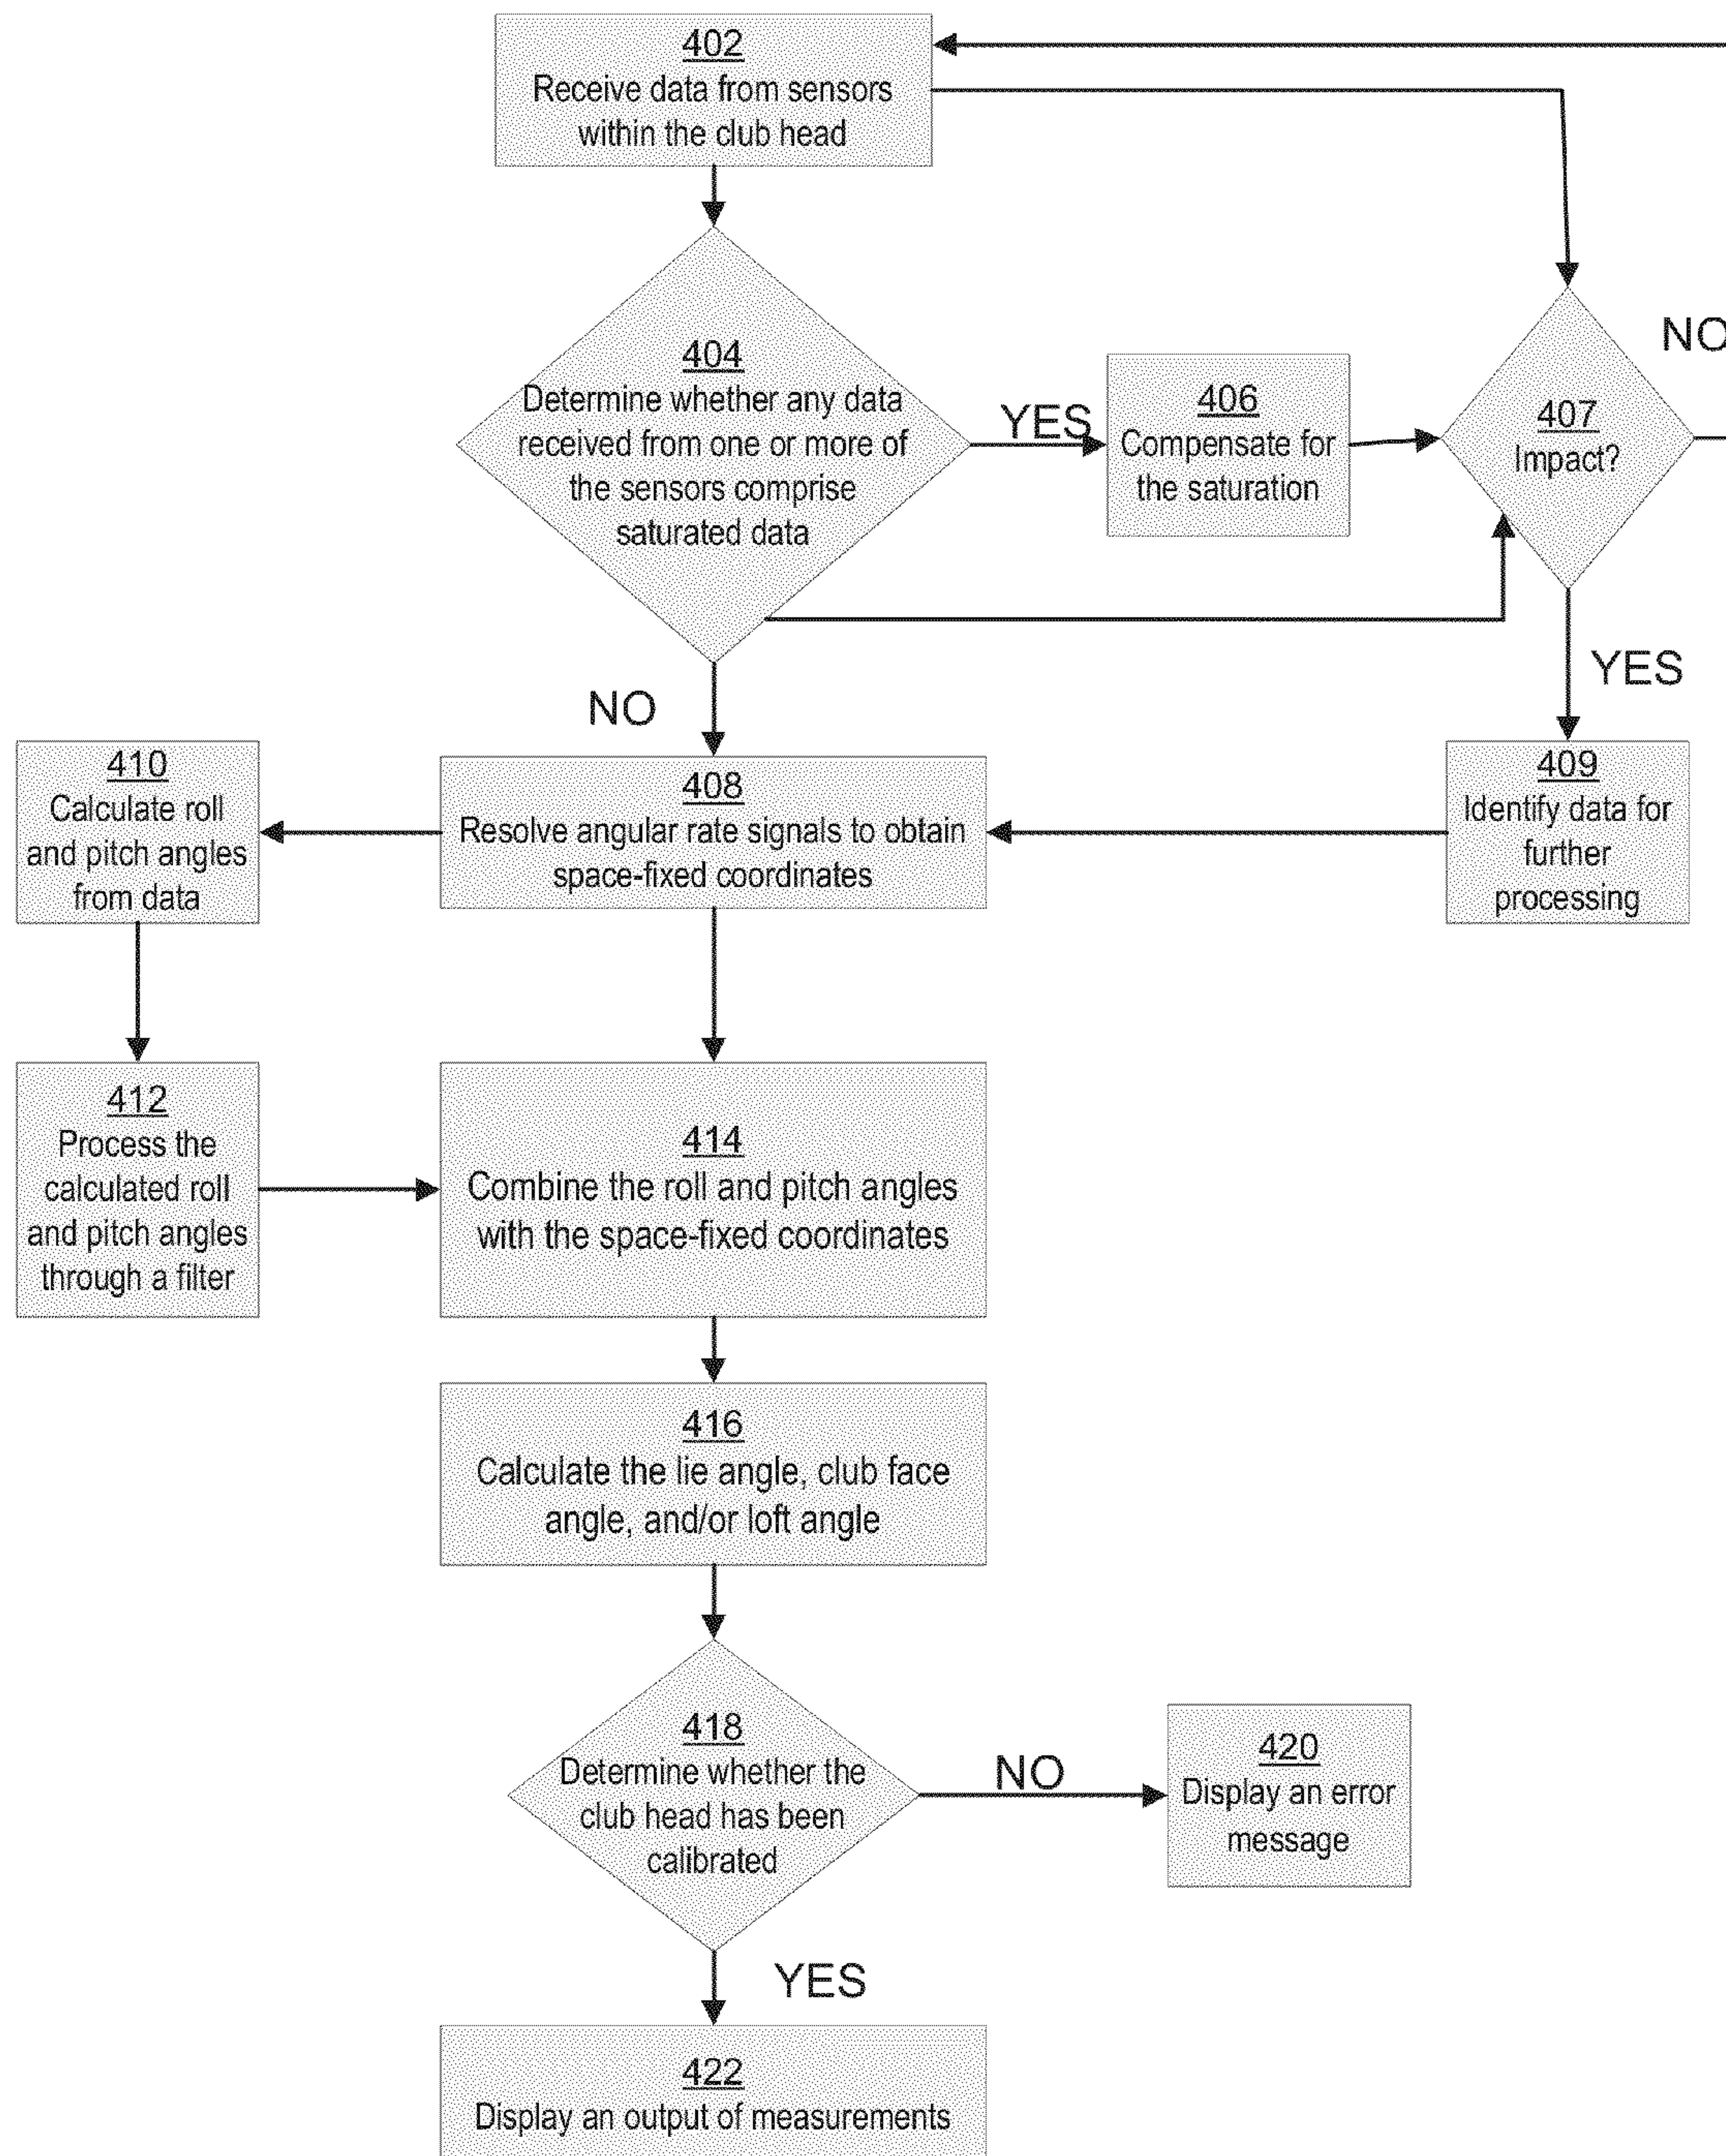 402
Receive data from sensors
within the club head
404
Determine whether any data
received from one or more of
the sensors comprise
saturated data
YES
406
Compensate for
the saturation
407
Impact?
NO
YES
NO
410
Calculate roll
and pitch angles
from data
408
Resolve angular rate signals to obtain
space-fixed coordinates
409
Identify data for
further
processing
412
Process the
calculated roll
and pitch angles
through a filter
414
Combine the roll and pitch angles
with the space-fixed coordinates
416
Calculate the lie angle, club face
angle, and/or loft angle
418
Determine whether the
club head has been
calibrated
NO
420
Display an error
message
YES
422
Display an output of measurements